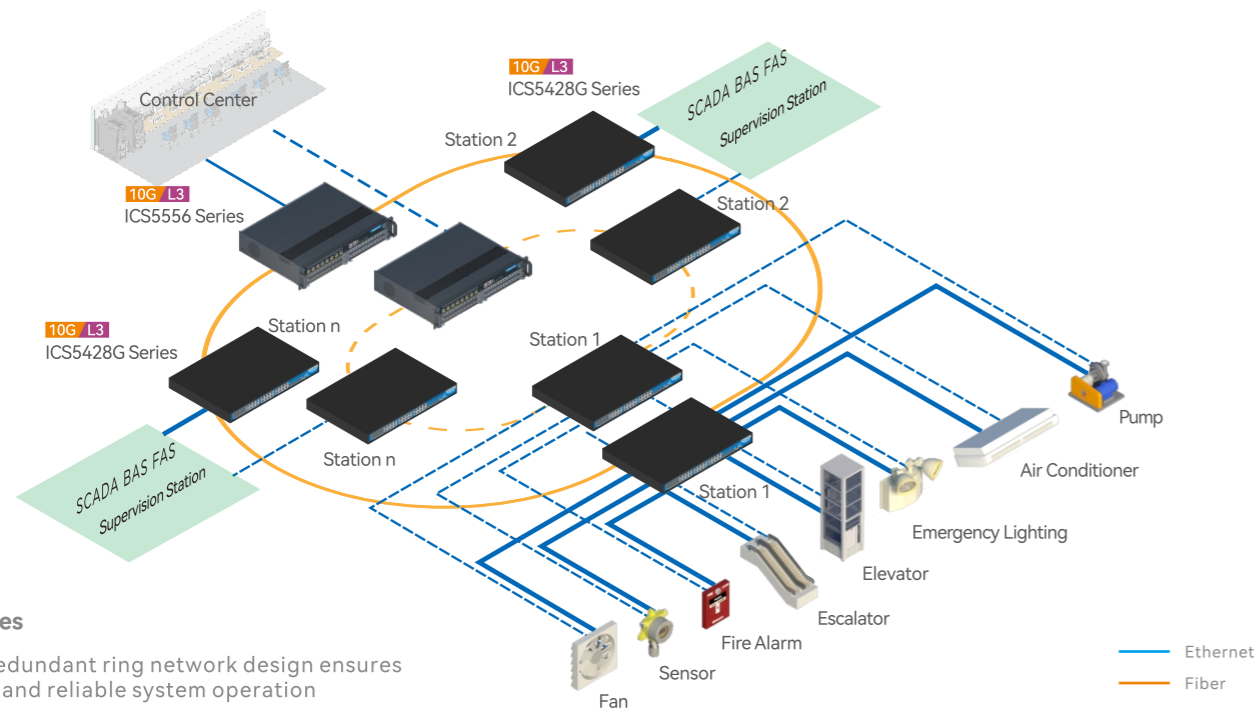 Control Center
10G L3
ICS5556 Series
10G L3
ICS5428G Series
Station 2
SCADA BAS FAS
Supervision Station
Station 2
10G L3
ICS5428G Series
Station n
Station n
Station 1
Station 1
SCADA BAS FAS
Supervision Station
Pump
Air Conditioner
Emergency Lighting
Elevator
Escalator
Fire Alarm
Sensor
Fan
es
edundant ring network design ensures
and reliable system operation
Ethernet
Fiber